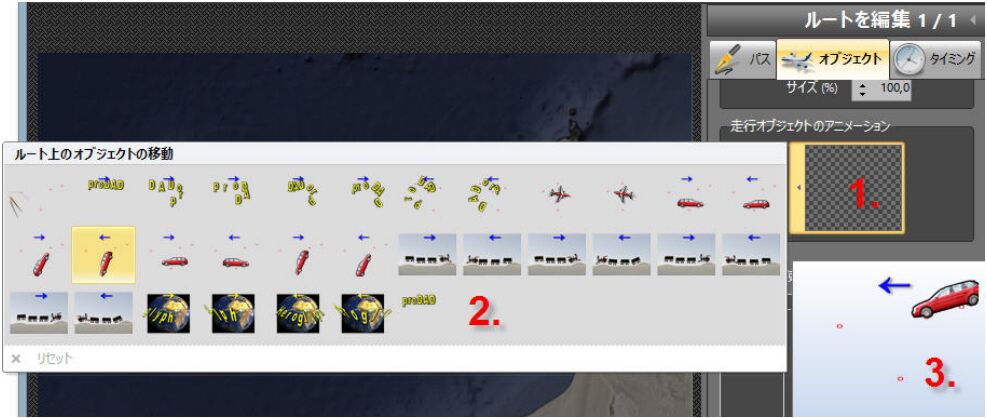 ルートを編集 1 / 1
パス
オブジェクト
タイミング
サイズ (%)
100,0
走行オブジェクトのアニメーション
1.
ルート上のオブジェクトの移動
proDAD
proDAD
2.
3.
× リセット